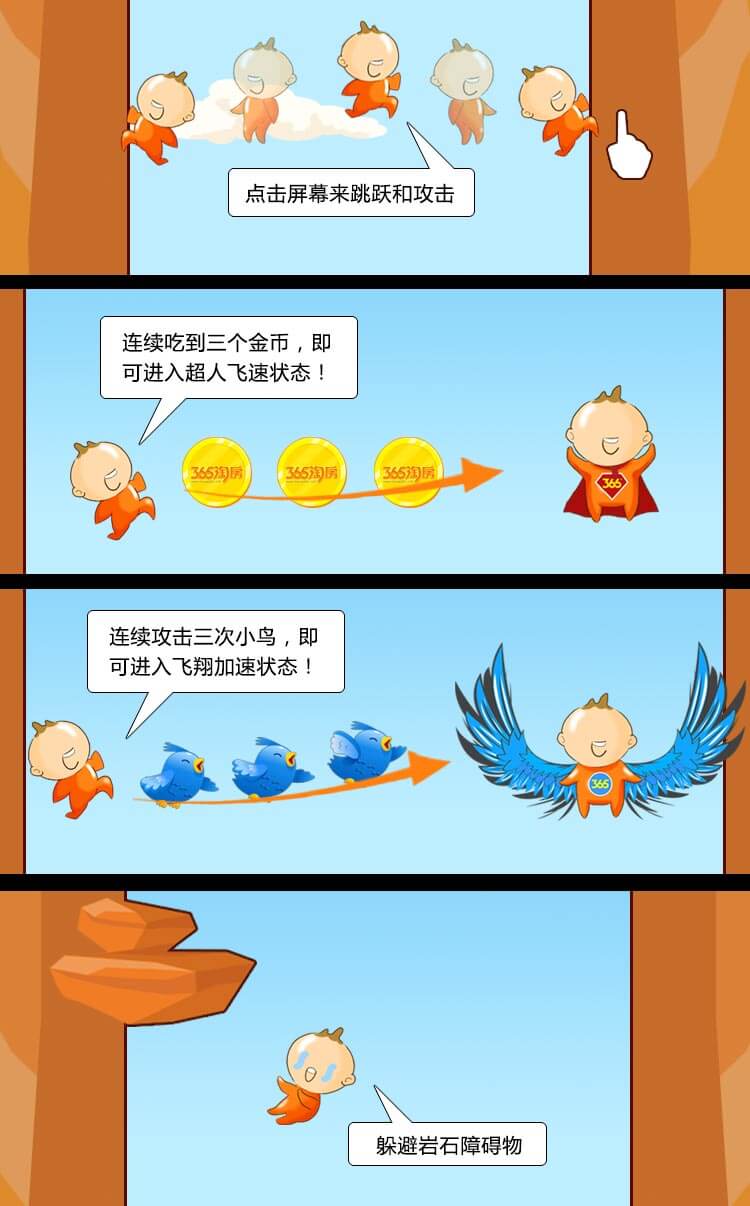 点击屏幕来跳跃和攻击
连续吃到三个金币，即
可进入超人飞速状态！
365淘房
365淘房
365淘房
365
连续攻击三次小鸟，即
可进入飞翔加速状态！
365
躲避岩石障碍物